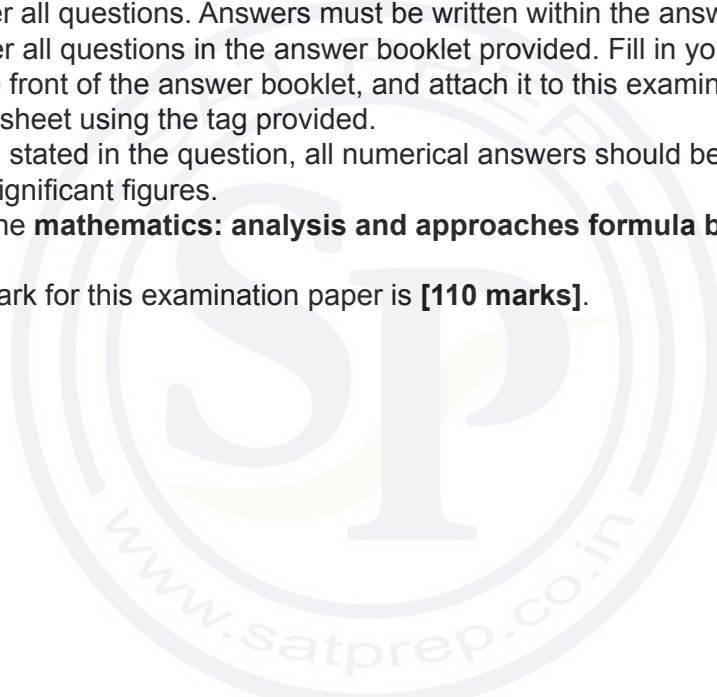 er all questions. Answers must be written within the answ
er all questions in the answer booklet provided. Fill in yo
e front of the answer booklet, and attach it to this examin
sheet using the tag provided.
stated in the question, all numerical answers should be
ignificant figures.
ne mathematics: analysis and approaches formula b
ark for this examination paper is [110 marks].
SATPREP
SP
www.satprep.co.in